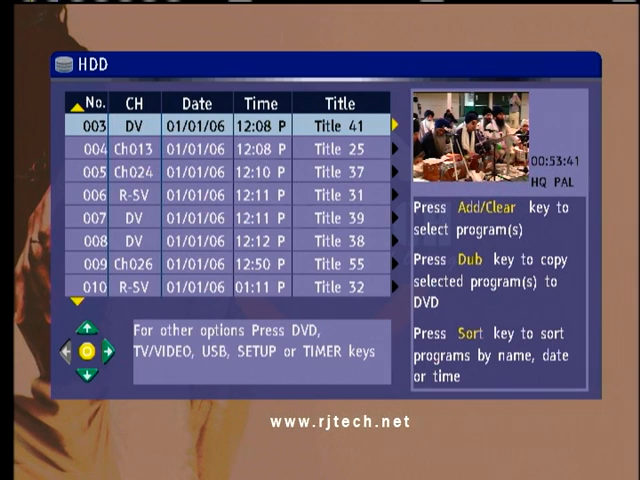 HDD
No. CH Date Time Title
003 DV 01/01/06 12:08 P Title 41
004 Ch013 01/01/06 12:08 P Title 25
005 Ch024 01/01/06 12:10 P Title 37
006 R-SV 01/01/06 12:11 P Title 31
007 DV 01/01/06 12:11 P Title 39
008 DV 01/01/06 12:12 P Title 38
009 Ch026 01/01/06 12:50 P Title 55
010 R-SV 01/01/06 01:11 P Title 32
00:53:41
HQ PAL
Press Add/Clear key to
select program(s)
Press Dub key to copy
selected program(s) to
DVD
Press Sort key to sort
programs by name, date
or time
For other options Press DVD,
TV/VIDEO, USB, SETUP or TIMER keys
www.rjtech.net